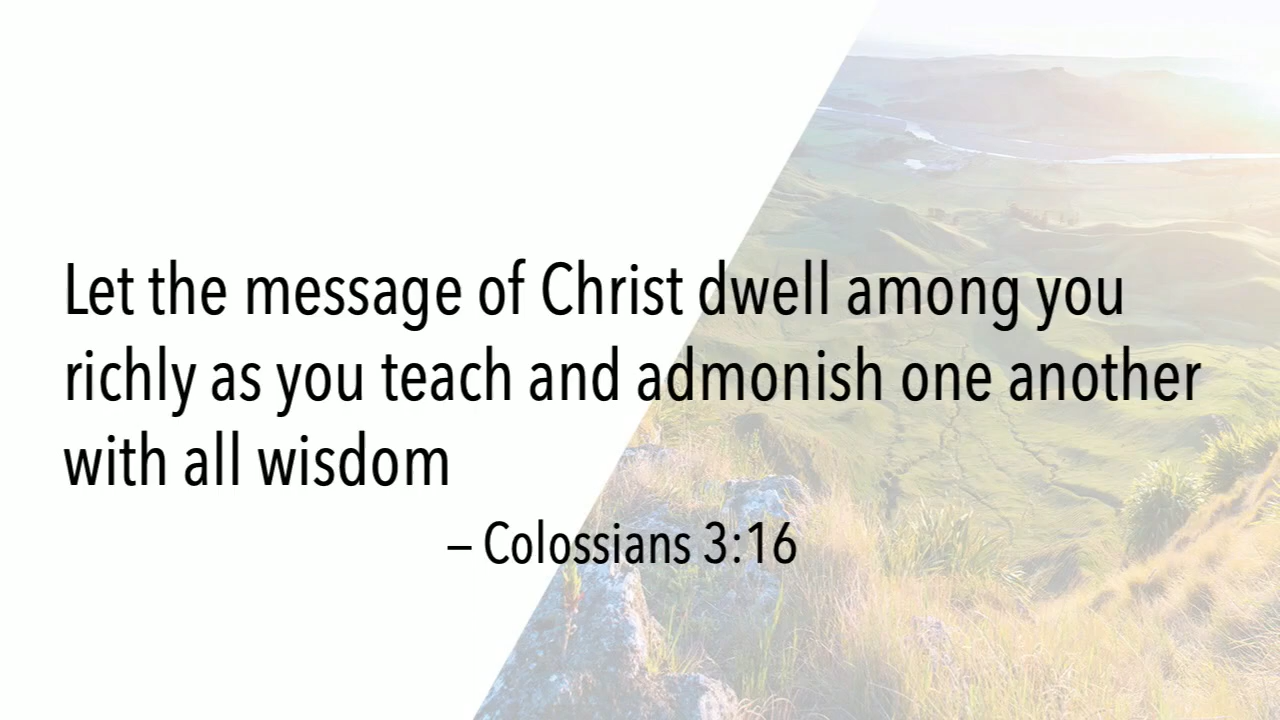 Let the message of Christ dwell among you
richly as you teach and admonish one another
with all wisdom
– Colossians 3:16